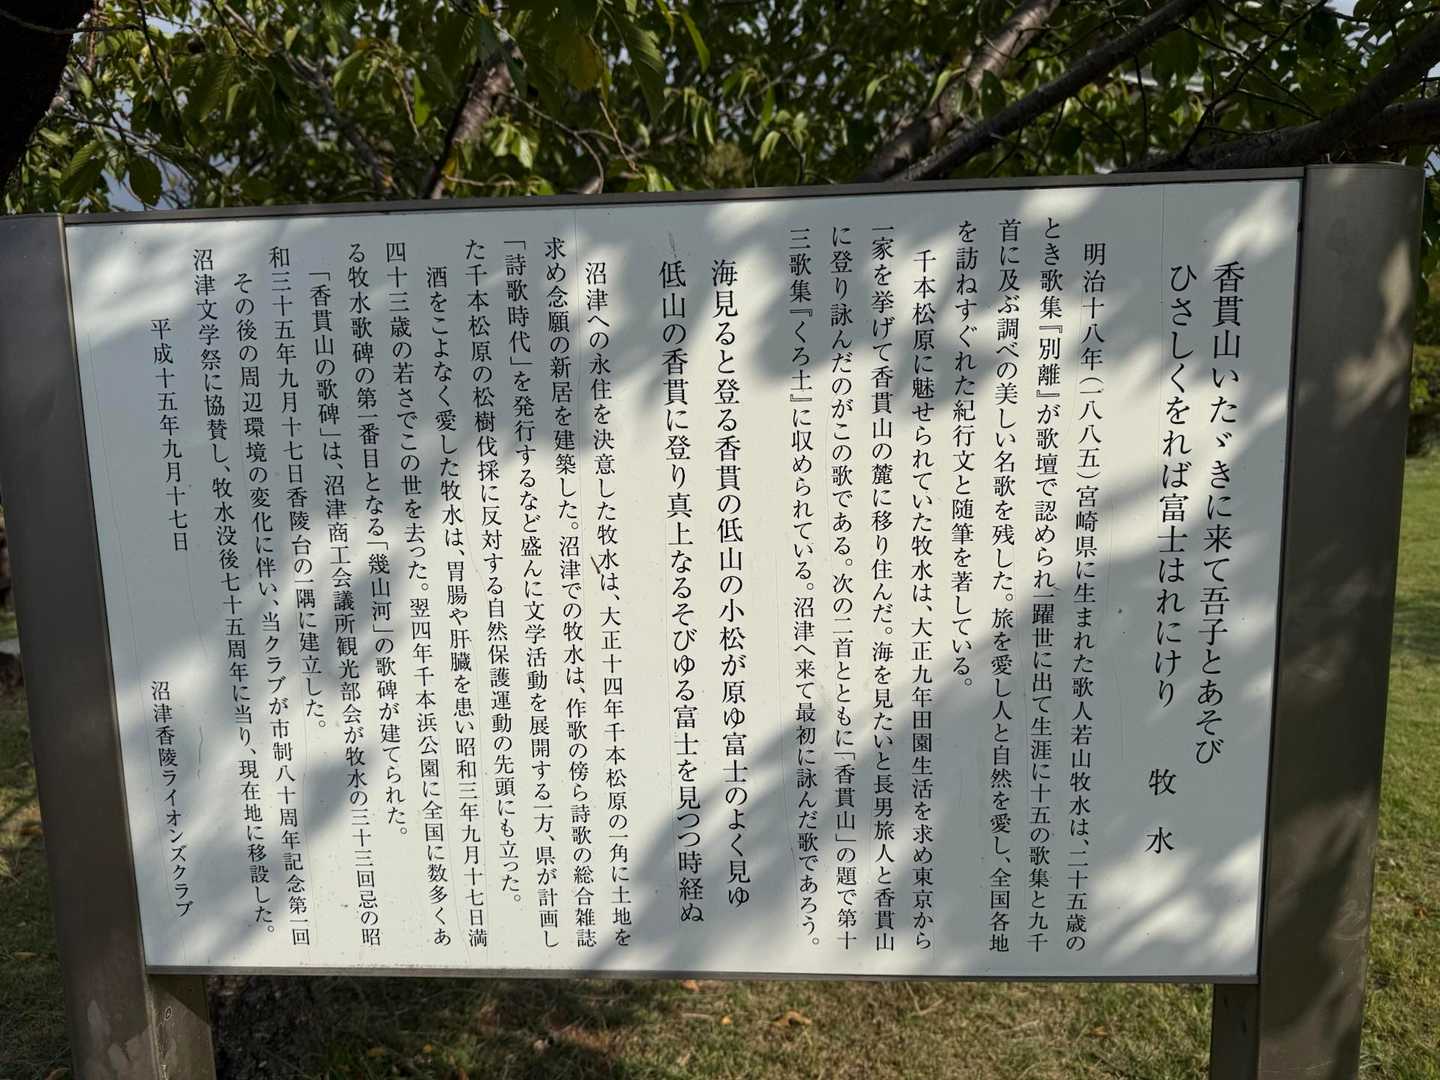 香貫山いたゞきに来て吾子とあそび
ひさしくをれば富士はれにけり
牧水
明治十八年（一八八五）宮崎県に生まれた歌人若山牧水は、二十五歳の
とき歌集『別離』が歌壇で認められ一躍世に出て生涯に十五の歌集と九千
首に及ぶ調べの美しい名歌を残した。旅を愛し人と自然を愛し、全国各地
を訪ねすぐれた紀行文と随筆を著している。
千本松原に魅せられていた牧水は、大正九年田園生活を求め東京から
一家を挙げて香貫山の麓に移り住んだ。海を見たいと長男旅人と香貫山
に登り詠んだのがこの歌である。次の二首とともに「香貫山」の題で第十
三歌集『くろ土』に収められている。沼津へ来て最初に詠んだ歌であろう。
海見ると登る香貫の低山の小松が原ゆ富士のよく見ゆ
低山の香貫に登り真上なるそびゆる富士を見つつ時経ぬ
沼津への永住を決意した牧水は、大正十四年千本松原の一角に土地を
求め念願の新居を建築した。沼津での牧水は、作歌の傍ら詩歌の総合雑誌
「詩歌時代」を発行するなど盛んに文学活動を展開する一方、県が計画し
た千本松原の松樹伐採に反対する自然保護運動の先頭にも立った。
酒をこよなく愛した牧水は、胃腸や肝臓を患い昭和三年九月十七日満
四十三歳の若さでこの世を去った。翌四年千本浜公園に全国に数多くあ
る牧水歌碑の第一番目となる「幾山河」の歌碑が建てられた。
「香貫山の歌碑」は、沼津商工会議所観光部会が牧水の三十三回忌の昭
和三十五年九月十七日香陵台の一隅に建立した。
その後の周辺環境の変化に伴い、当クラブが市制八十周年記念第一回
沼津文学祭に協賛し、牧水没後七十五周年に当り、現在地に移設した。
平成十五年九月十七日
沼津香陵ライオンズクラブ